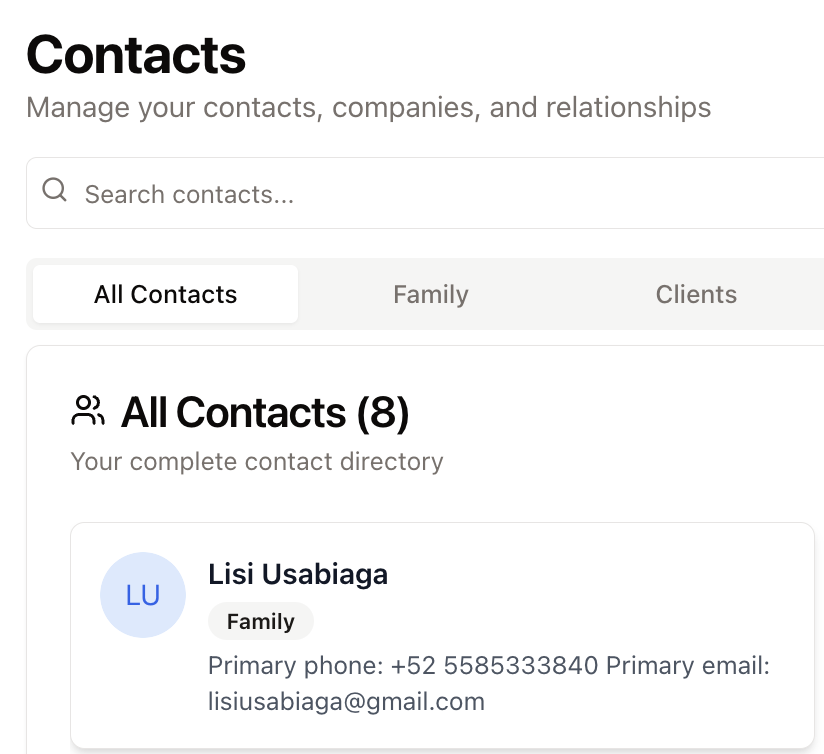 Contacts
Manage your contacts, companies, and relationships
Search contacts...
All Contacts
Family
Clients
All Contacts (8)
Your complete contact directory
LU
Lisi Usabiaga
Family
Primary phone: +52 5585333840 Primary email:
lisiusabiaga@gmail.com